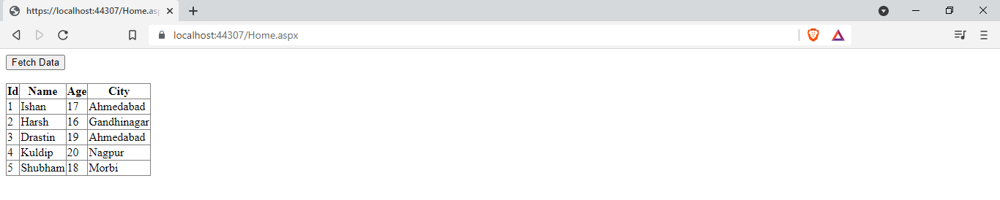 https://localhost:44307/Home.asp
localhost:44307/Home.aspx
Fetch Data
Id Name Age City
1 Ishan 17 Ahmedabad
2 Harsh 16 Gandhinagar
3 Drastin 19 Ahmedabad
4 Kuldip 20 Nagpur
5 Shubham 18 Morbi